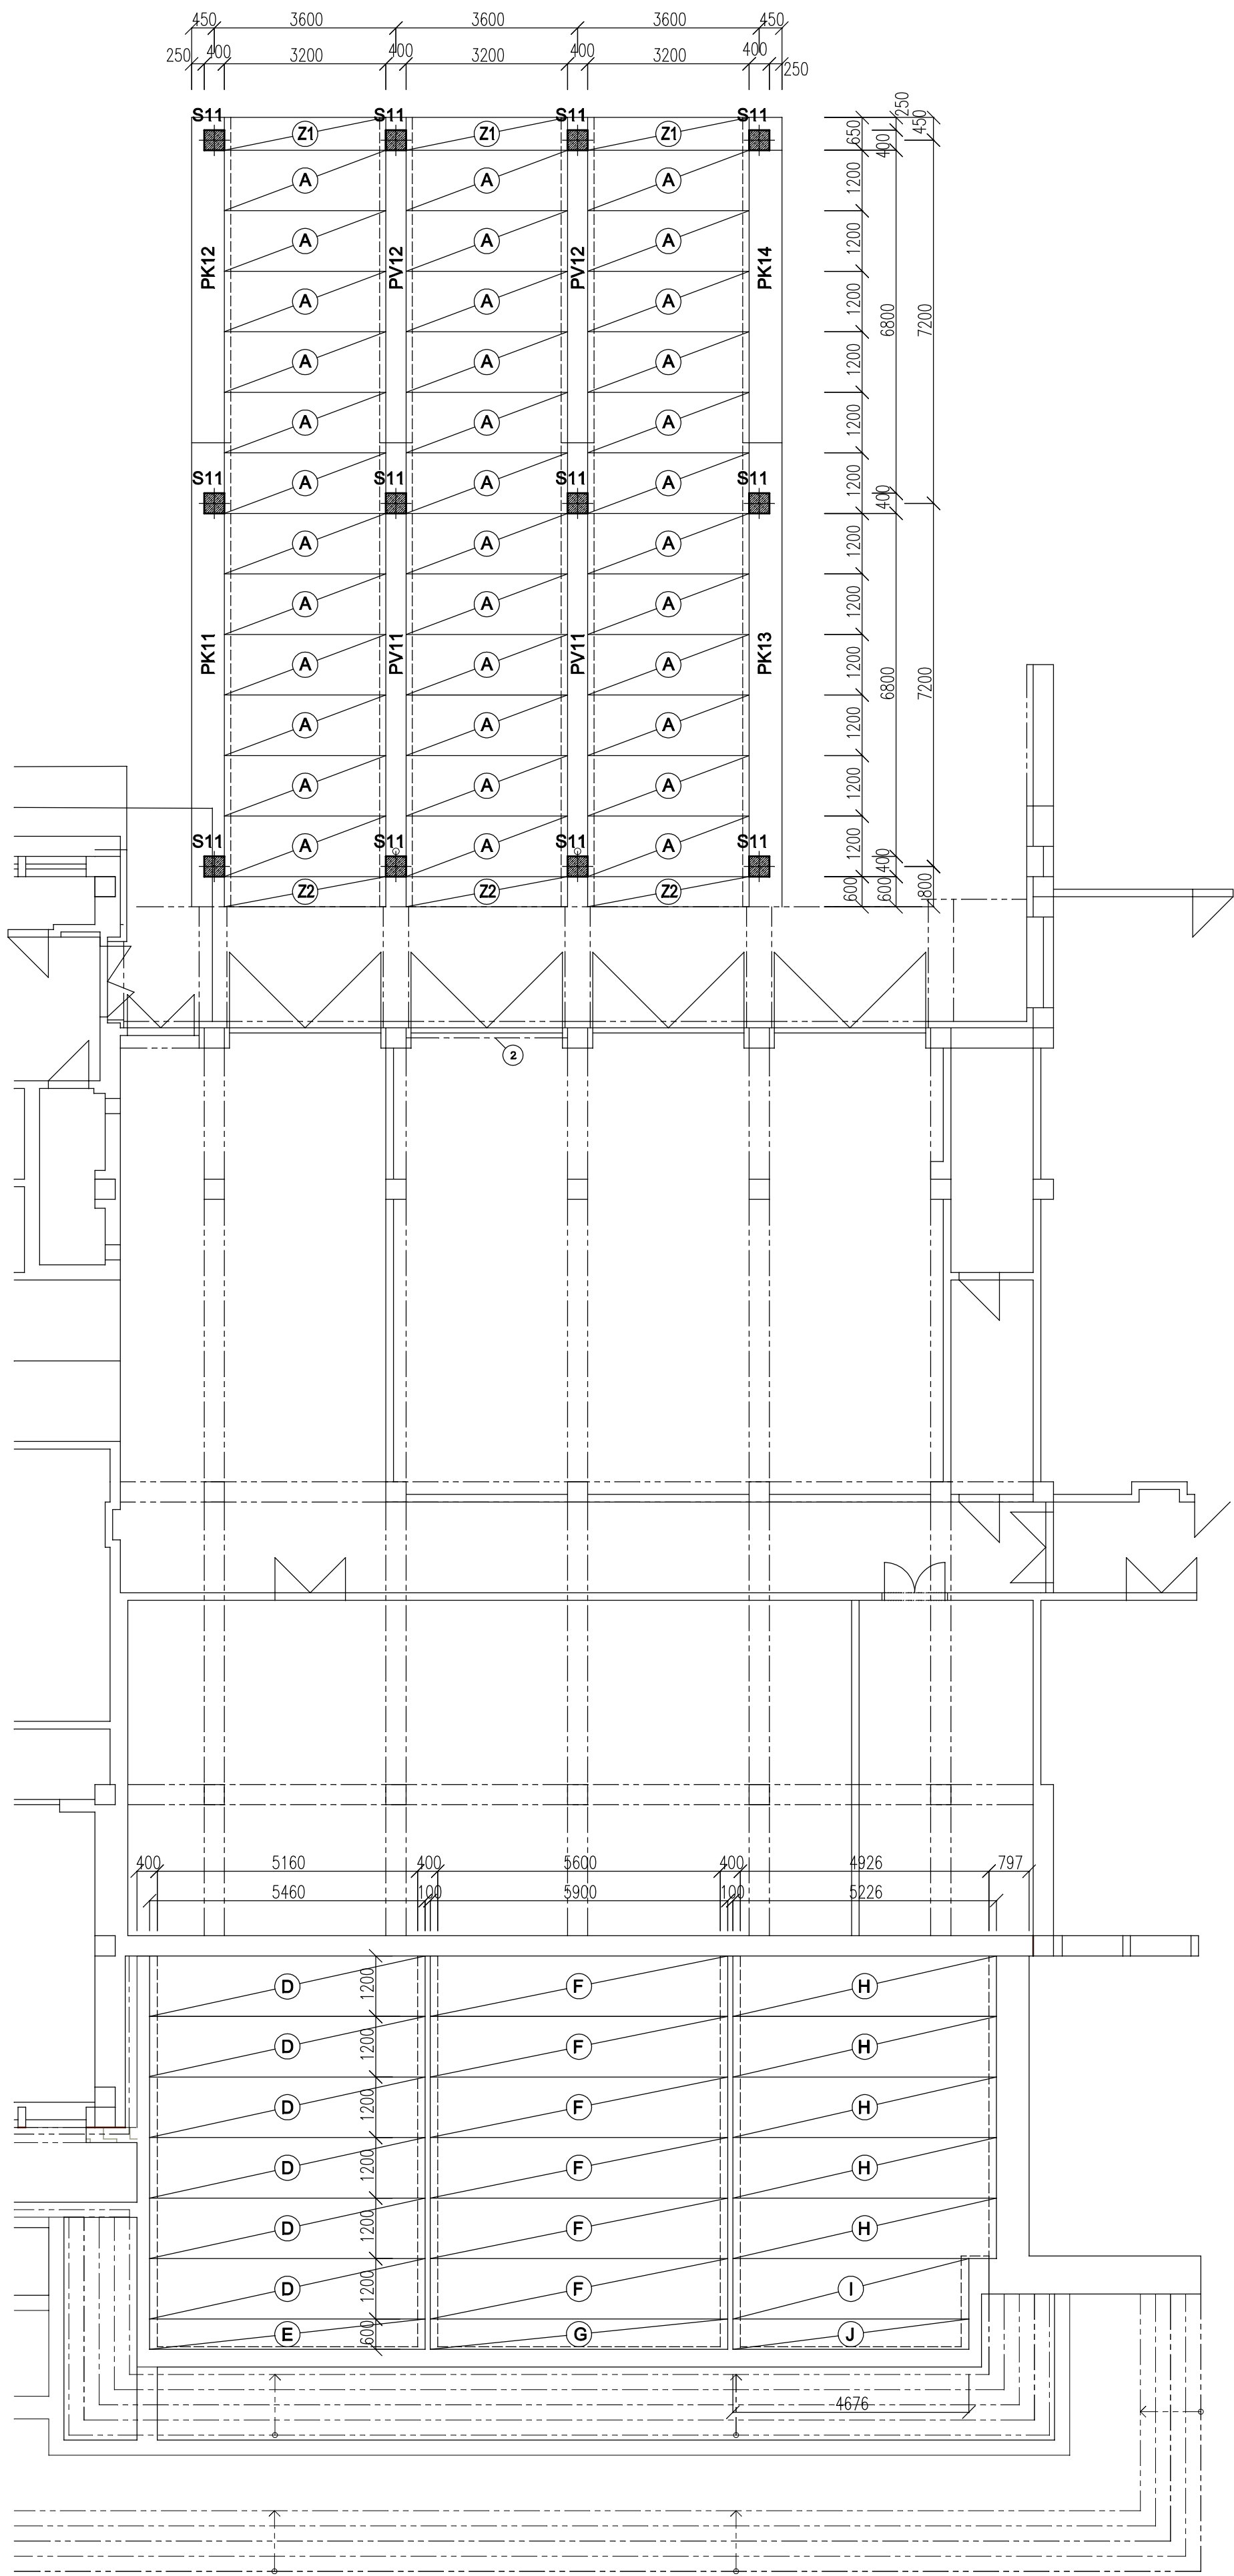 450 3600 3600 3600 450
250 400 3200 400 3200 400 3200 400 250
S11 S11 S11 S11
Z1 Z1 Z1
250
450
650
400
A A A
1200
A A A
1200
PK12 PV12 PV12 PK14
A A A
1200
6800 7200
A A A
1200
A A A
1200
S11 S11 S11 S11
A A A
1200
400
A A A
1200
A A A
1200
PK11 PV11 PV11 PK13
A A A
1200
6800 7200
A A A
1200
A A A
1200
S11 S11 S11 S11
A A A
1200
400
Z2 Z2 Z2
600 600 800
2
400 5160 400 5600 400 4926 797
5460 100 5900 100 5226
D 1200 F H
D 1200 F H
D 1200 F H
D 1200 F H
D 1200 F H
D 1200 F I
E 600 G J
4676